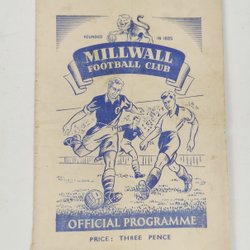 FOUNDED IN 1885
MILLWALL
FOOTBALL CLUB
OFFICIAL PROGRAMME
PRICE: THREE PENCE